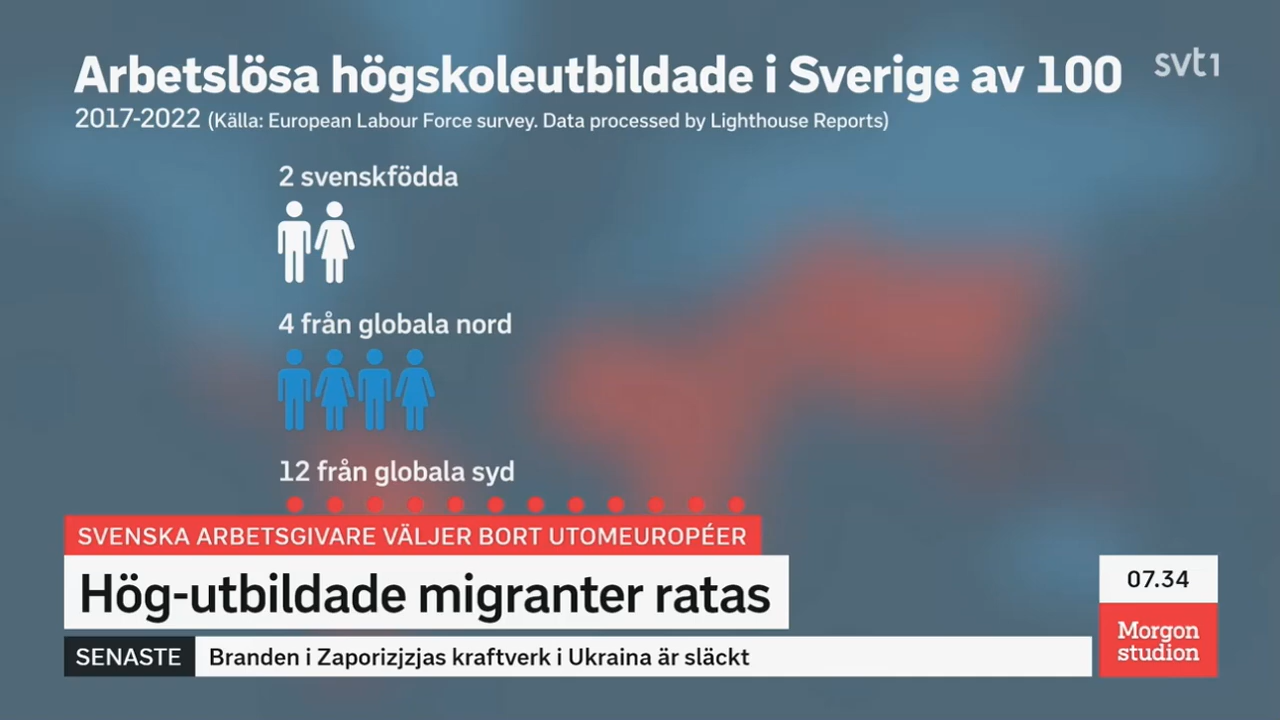 Arbetslösa högskoleutbildade i Sverige av 100
svt1
2017-2022 (Källa: European Labour Force survey. Data processed by Lighthouse Reports)
2 svenskfödda
4 från globala nord
12 från globala syd
SVENSKA ARBETSGIVARE VÄLJER BORT UTOMEUROPÉER
Hög-utbildade migranter ratas
07.34
Morgon
studion
SENASTE Branden i Zaporizjzjas kraftverk i Ukraina är släckt